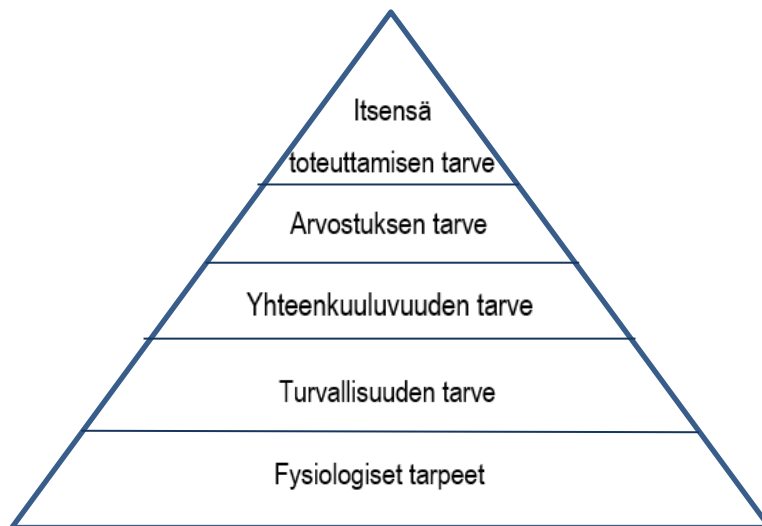 Itsensä
toteuttamisen tarve
Arvostuksen tarve
Yhteenkuuluvuuden tarve
Turvallisuuden tarve
Fysiologiset tarpeet